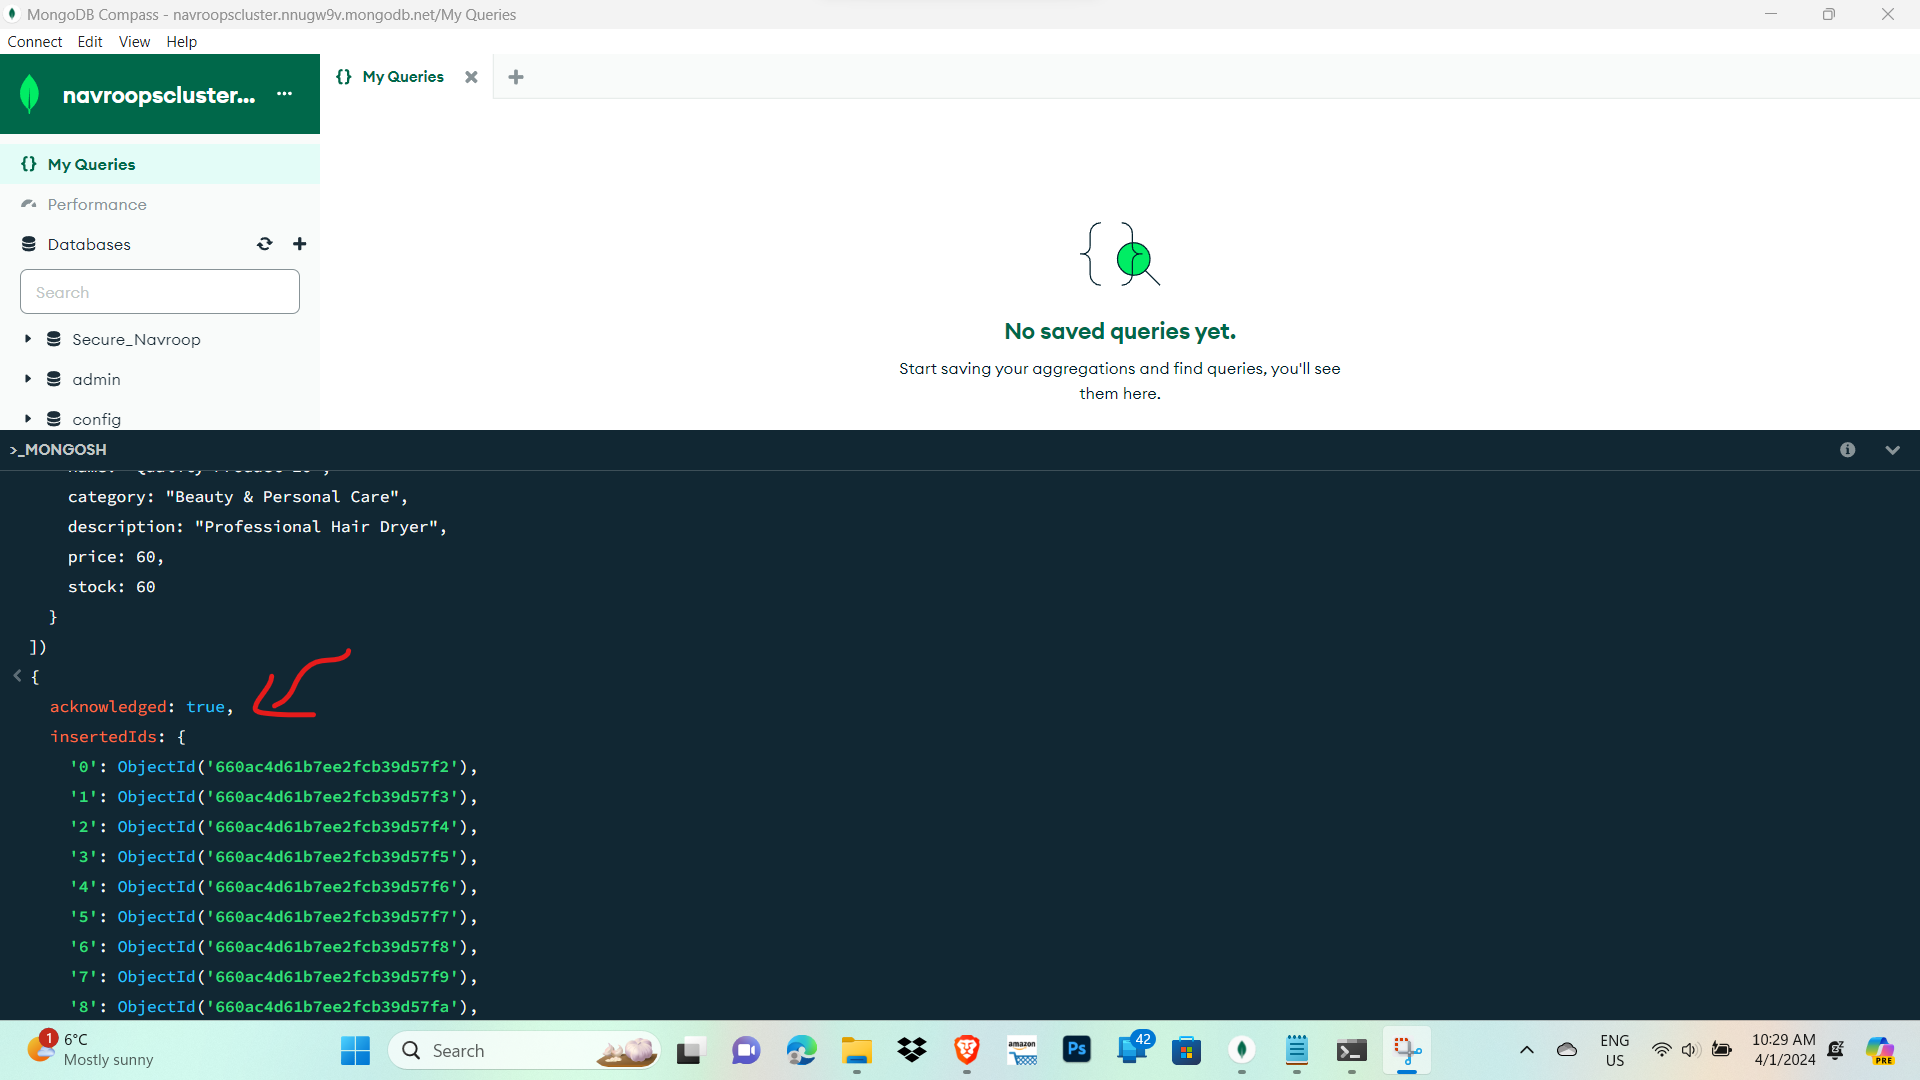 MongoDB Compass - navroopscluster.nnugw9v.mongodb.net/My Queries
Connect Edit View Help
navroopscluster...
{} My Queries
{} My Queries
Performance
Databases
Search
Secure_Navroop
admin
config
No saved queries yet.
Start saving your aggregations and find queries, you'll see
them here.
>_MONGOSH
category: "Beauty & Personal Care",
description: "Professional Hair Dryer",
price: 60,
stock: 60
}
])
< {
acknowledged: true,
insertedIds: {
'0': ObjectId('660ac4d61b7ee2fcb39d57f2'),
'1': ObjectId('660ac4d61b7ee2fcb39d57f3'),
'2': ObjectId('660ac4d61b7ee2fcb39d57f4'),
'3': ObjectId('660ac4d61b7ee2fcb39d57f5'),
'4': ObjectId('660ac4d61b7ee2fcb39d57f6'),
'5': ObjectId('660ac4d61b7ee2fcb39d57f7'),
'6': ObjectId('660ac4d61b7ee2fcb39d57f8'),
'7': ObjectId('660ac4d61b7ee2fcb39d57f9'),
'8': ObjectId('660ac4d61b7ee2fcb39d57fa'),
1
6°C
Mostly sunny
Search
amazon
Ps
42
ENG
US
10:29 AM
4/1/2024
PRE